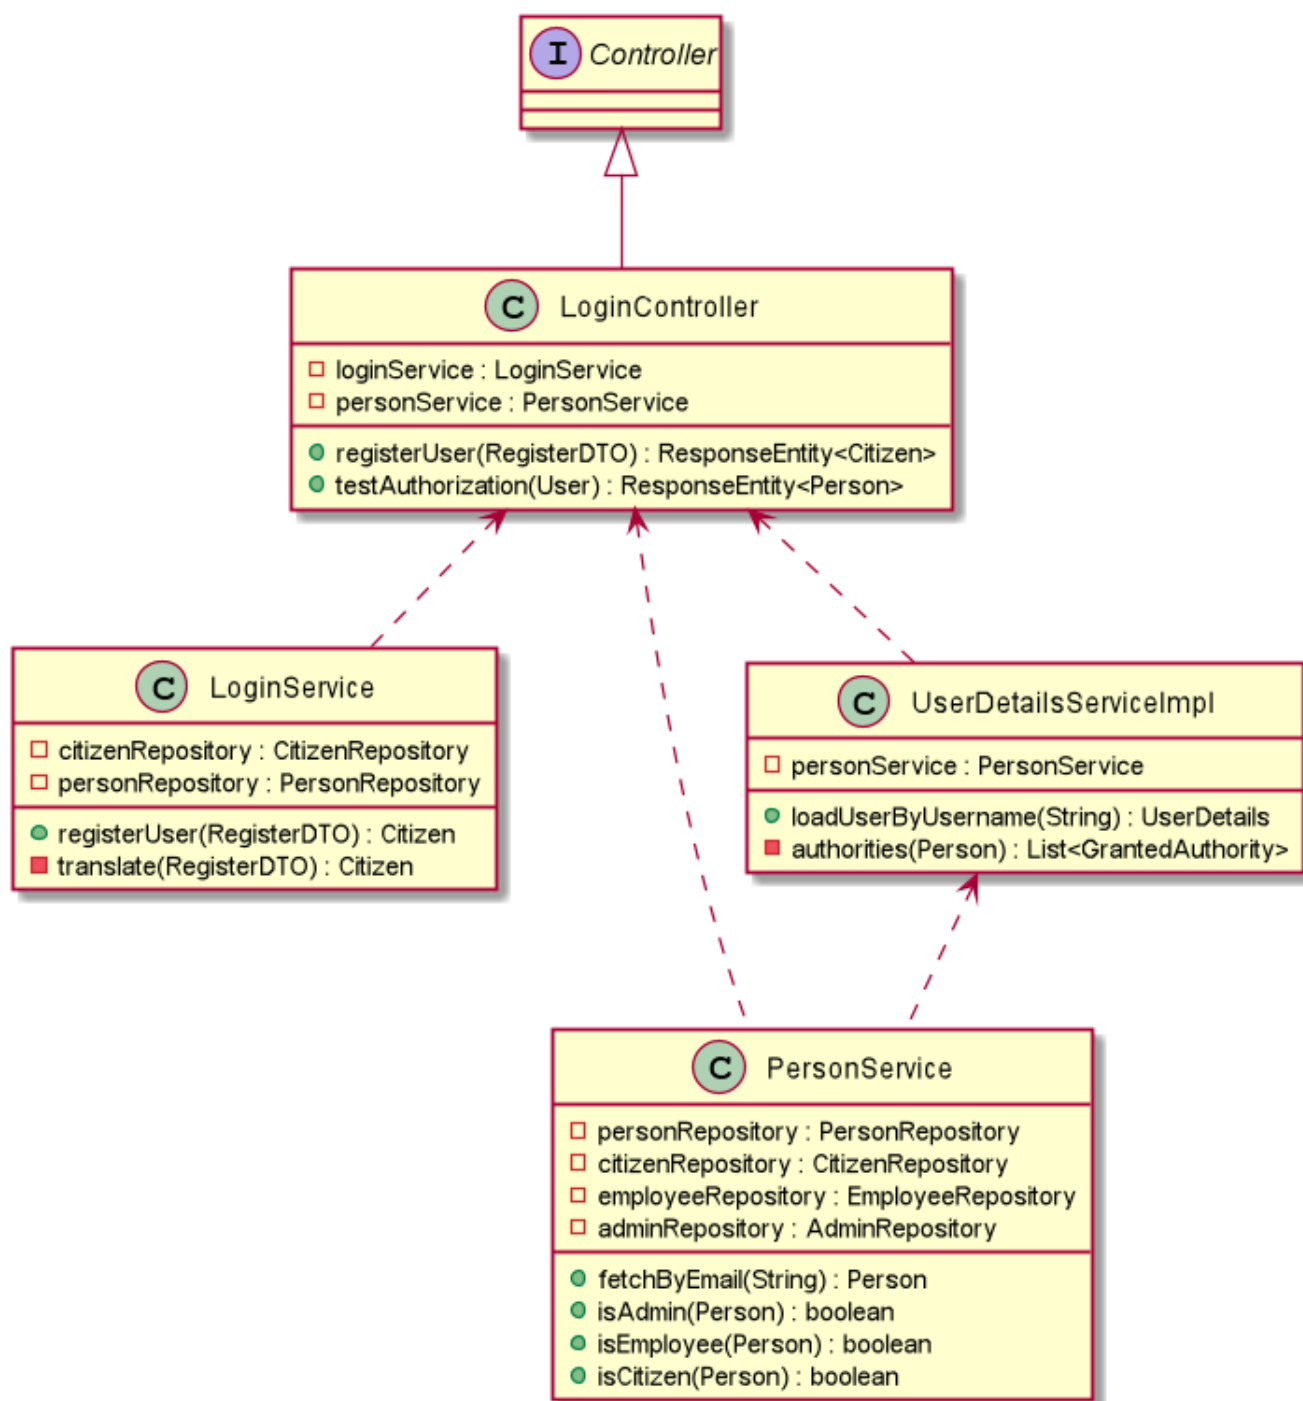 I Controller
C LoginController
loginService : LoginService
personService : PersonService
registerUser(RegisterDTO) : ResponseEntity<Citizen>
testAuthorization(User) : ResponseEntity<Person>
C LoginService
citizenRepository : CitizenRepository
personRepository : PersonRepository
registerUser(RegisterDTO) : Citizen
translate(RegisterDTO) : Citizen
C UserDetailsServiceImpl
personService : PersonService
loadUserByUsername(String) : UserDetails
authorities(Person) : List<GrantedAuthority>
C PersonService
personRepository : PersonRepository
citizenRepository : CitizenRepository
employeeRepository : EmployeeRepository
adminRepository : AdminRepository
fetchByEmail(String) : Person
isAdmin(Person) : boolean
isEmployee(Person) : boolean
isCitizen(Person) : boolean